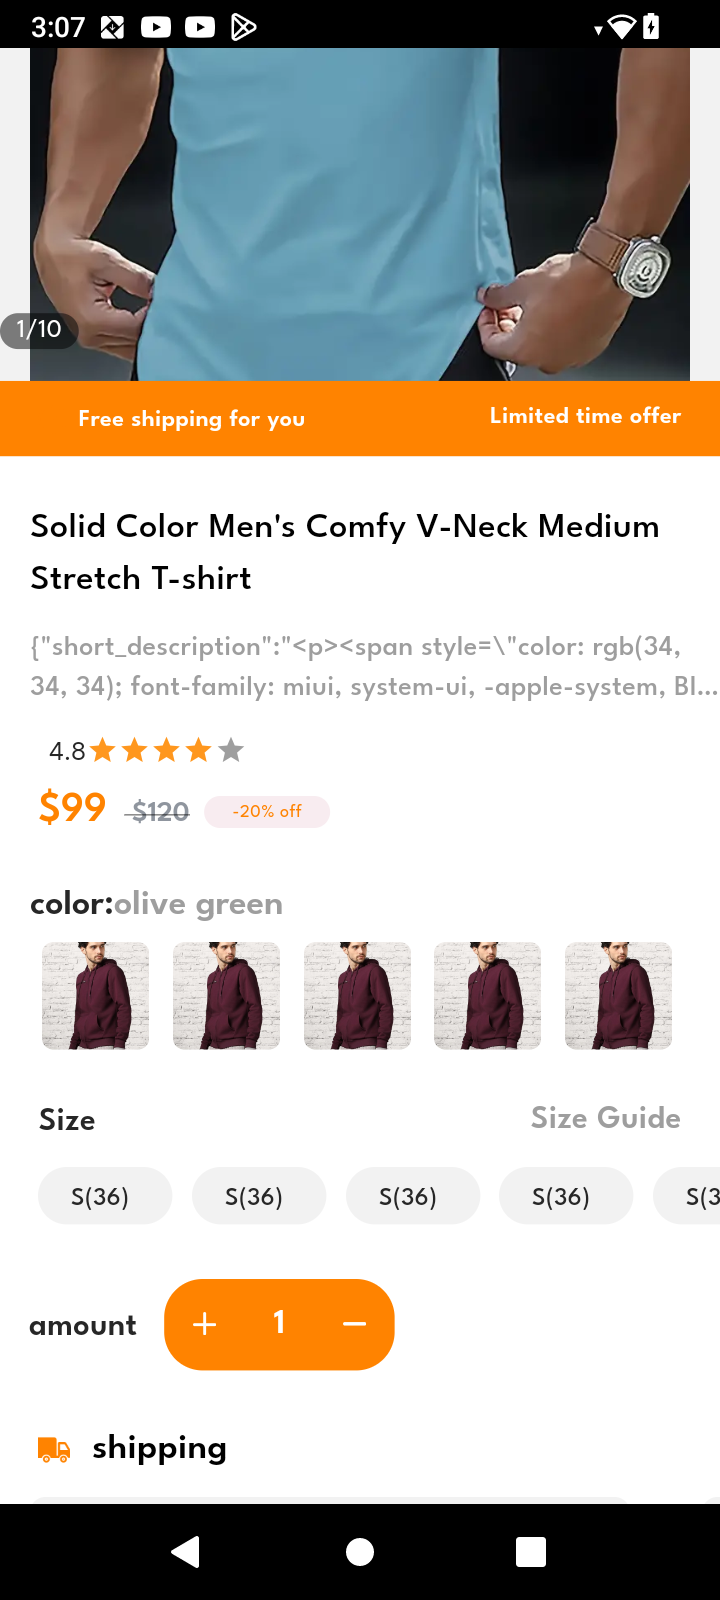 3:07
1/10
Free shipping for you
Limited time offer
Solid Color Men's Comfy V-Neck Medium
Stretch T-shirt
{"short_description":"<p><span style=\"color: rgb(34,
34, 34); font-family: miui, system-ui, -apple-system, Bl...
4.8
$99 $120 -20% off
color:olive green
Size
Size Guide
S(36) S(36) S(36) S(36) S(3
amount 1
shipping